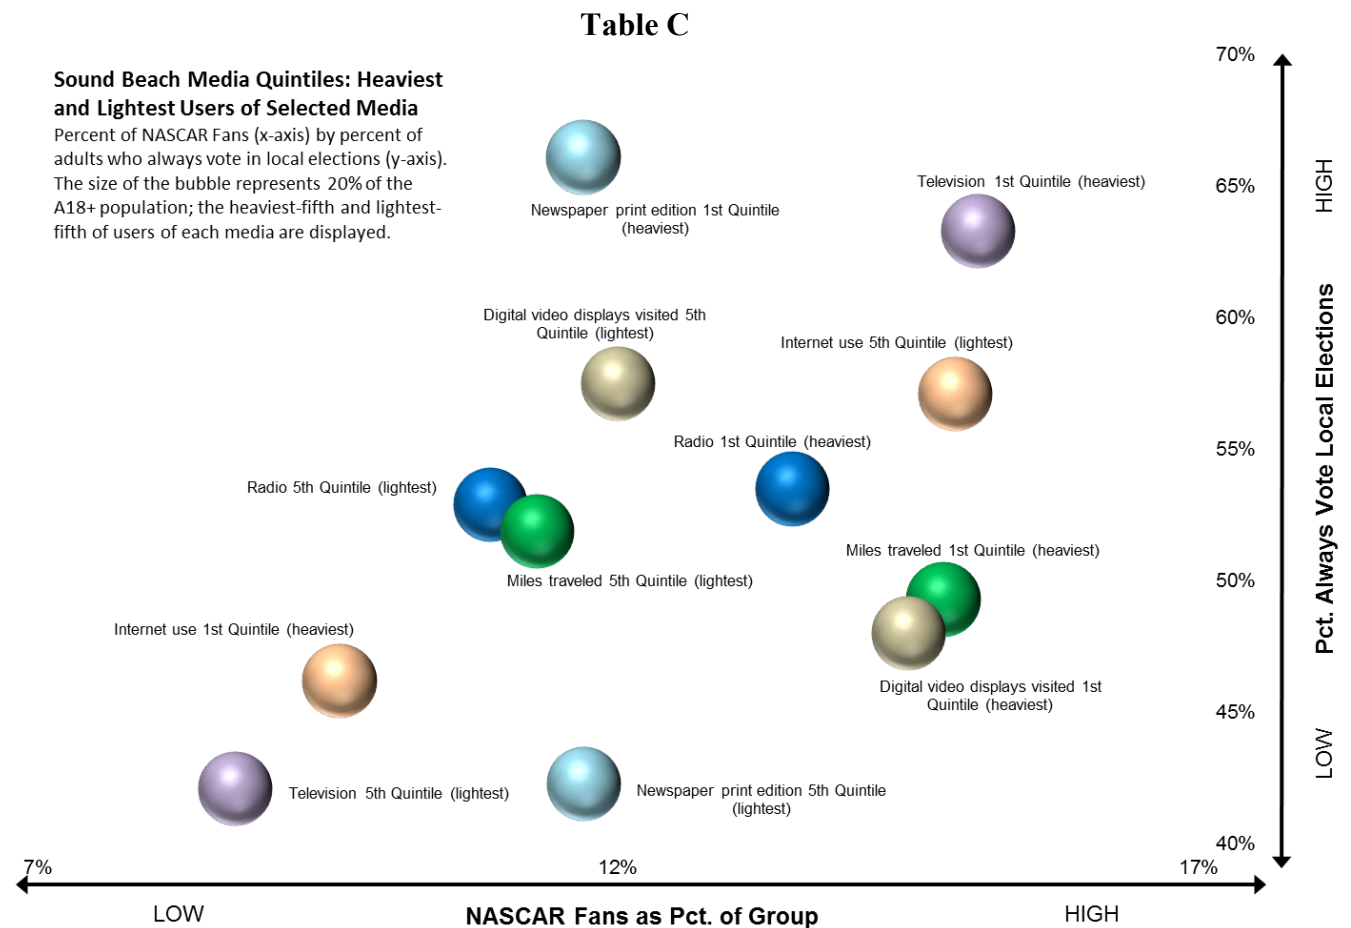 Table C
70%
Sound Beach Media Quintiles: Heaviest
and Lightest Users of Selected Media
Percent of NASCAR Fans (x-axis) by percent of
adults who always vote in local elections (y-axis).
The size of the bubble represents 20% of the
A18+ population; the heaviest-fifth and lightest-
fifth of users of each media are displayed.
Television 1st Quintile (heaviest)
65%
HIGH
Newspaper print edition 1st Quintile
(heaviest)
Digital video displays visited 5th
Quintile (lightest)
60%
Internet use 5th Quintile (lightest)
Radio 1st Quintile (heaviest)
55%
Pct. Always Vote Local Elections
Radio 5th Quintile (lightest)
Miles traveled 1st Quintile (heaviest)
Miles traveled 5th Quintile (lightest)
50%
Internet use 1st Quintile (heaviest)
Digital video displays visited 1st
Quintile (heaviest)
45%
LOW
Television 5th Quintile (lightest)
Newspaper print edition 5th Quintile
(lightest)
40%
7%
12%
17%
LOW
NASCAR Fans as Pct. of Group
HIGH